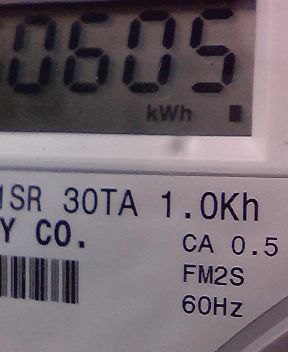 0605
kWh
SR 30TA 1.0Kh
Y CO.
CA 0.5
FM2S
60Hz